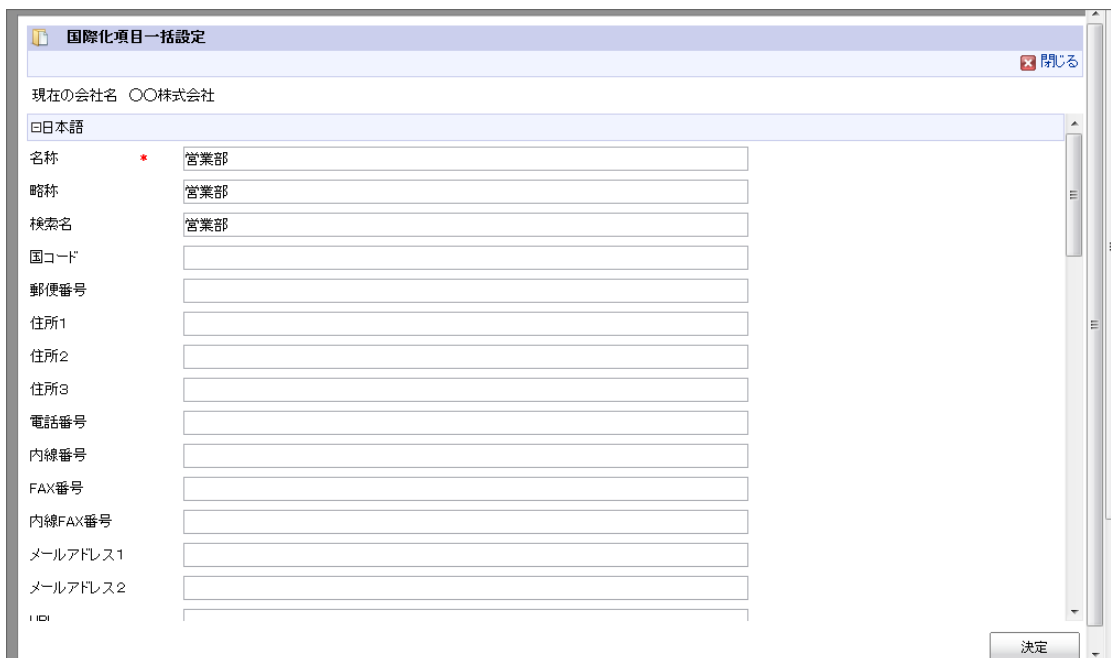 国際化項目一括設定
閉じる
現在の会社名 〇〇株式会社
日本語
名称 * 営業部
略称 営業部
検索名 営業部
国コード
郵便番号
住所1
住所2
住所3
電話番号
内線番号
FAX番号
内線FAX番号
メールアドレス1
メールアドレス2
URL
決定